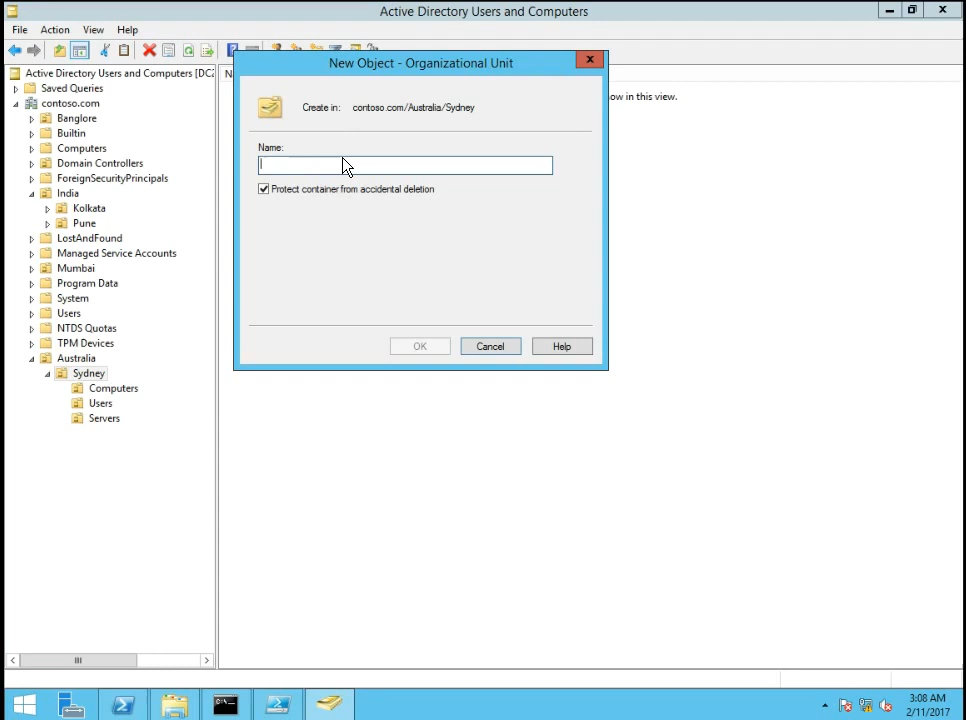 Active Directory Users and Computers
File Action View Help
Active Directory Users and Computers [DC2
Saved Queries
contoso.com
Banglore
Builtin
Computers
Domain Controllers
ForeignSecurityPrincipals
India
Kolkata
Pune
LostAndFound
Managed Service Accounts
Mumbai
Program Data
System
Users
NTDS Quotas
TPM Devices
Australia
Sydney
Computers
Users
Servers
N
ow in this view.
New Object - Organizational Unit
Create in: contoso.com/Australia/Sydney
Name:
Protect container from accidental deletion
OK Cancel Help
3:08 AM
2/11/2017